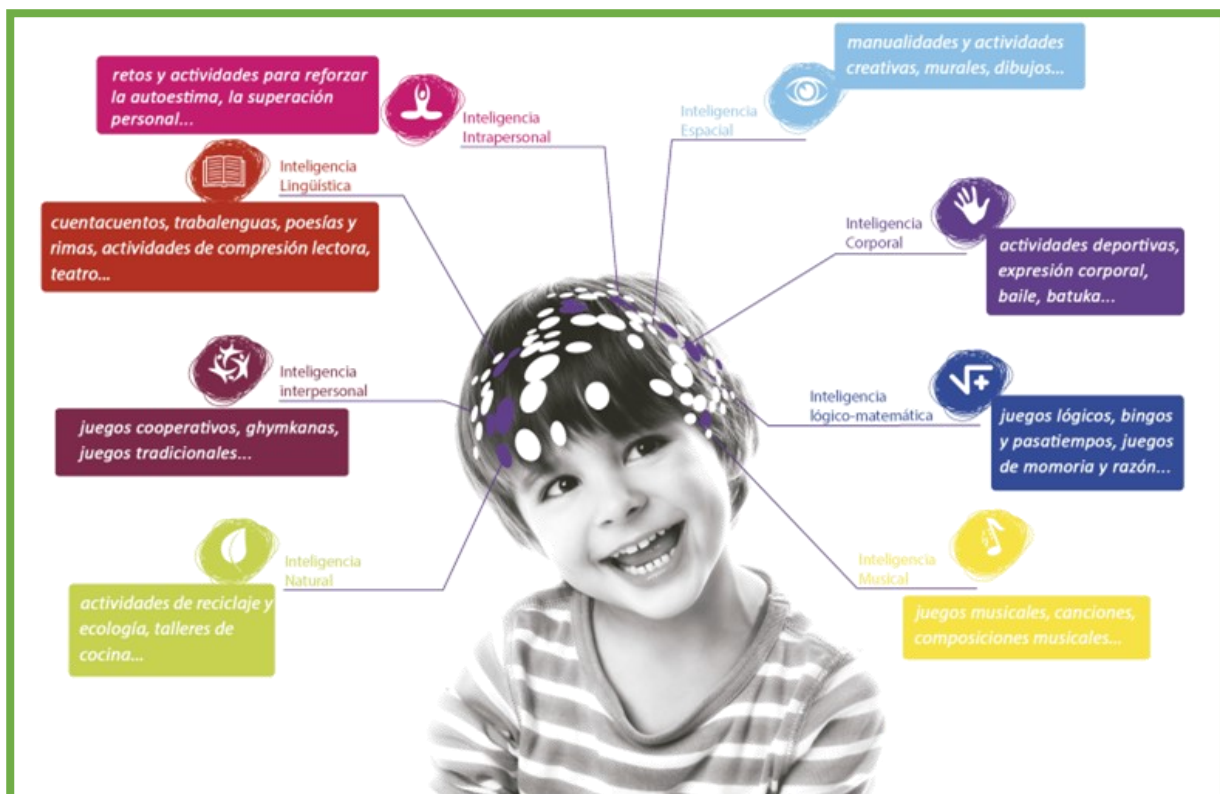 retos y actividades para reforzar
la autoestima, la superación
personal...
Inteligencia
Intrapersonal
manualidades y actividades
creativas, murales, dibujos...
Inteligencia
Espacial
Inteligencia
Lingüística
cuentacuentos, trabalenguas, poesías y
rimas, actividades de compresión lectora,
teatro...
Inteligencia
Corporal
actividades deportivas,
expresión corporal,
baile, batuka...
Inteligencia
interpersonal
juegos cooperativos, ghymkanas,
juegos tradicionales...
Inteligencia
lógico-matemática
juegos lógicos, bingos
y pasatiempos, juegos
de momoria y razón...
Inteligencia
Natural
actividades de reciclaje y
ecología, talleres de
cocina...
Inteligencia
Musical
juegos musicales, canciones,
composiciones musicales...